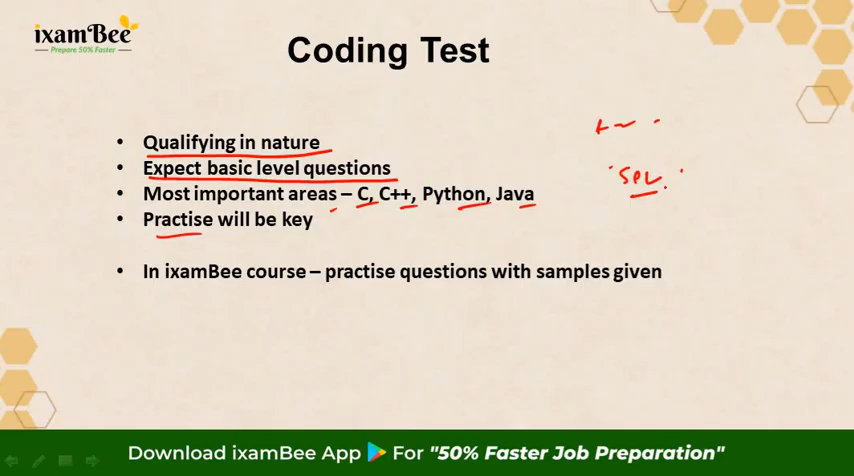 ixamBee
Prepare 50% Faster
Coding Test
• Qualifying in nature
• Expect basic level questions
• Most important areas – C, C++, Python, Java
• Practise will be key
• In ixamBee course – practise questions with samples given
Download ixamBee App For "50% Faster Job Preparation"